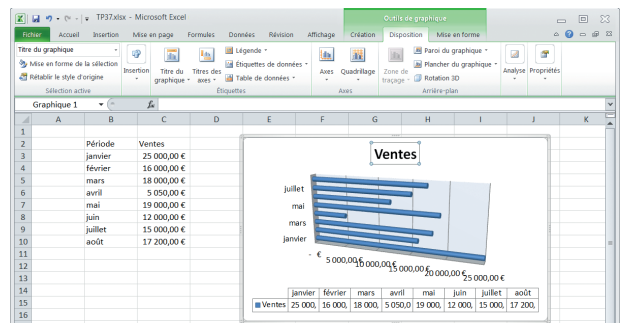 TP37.xlsx - Microsoft Excel
Outils de graphique
Fichier Accueil Insertion Mise en page Formules Données Révision Affichage Création Disposition Mise en forme
Titre du graphique
Mise en forme de la sélection
Rétablir le style d'origine
Sélection active
Insertion
Titre du graphique
Titres des axes
Légende
Étiquettes de données
Table de données
Étiquettes
Axes
Quadrillage
Axes
Zone de traçage
Paroi du graphique
Plancher du graphique
Rotation 3D
Arrière-plan
Analyse
Propriétés
Graphique 1 fx
A B C D E F G H I J K
1
2 Période Ventes
3 janvier 25 000,00 €
4 février 16 000,00 €
5 mars 18 000,00 €
6 avril 5 050,00 €
7 mai 19 000,00 €
8 juin 12 000,00 €
9 juillet 15 000,00 €
10 août 17 200,00 €
11
12
13
14
15
16
Ventes
juillet
mai
mars
janvier
- €
5 000,00 €
10 000,00 €
15 000,00 €
20 000,00 €
25 000,00 €
janvier février mars avril mai juin juillet août
Ventes 25 000, 16 000, 18 000, 5 050,0 19 000, 12 000, 15 000, 17 200,